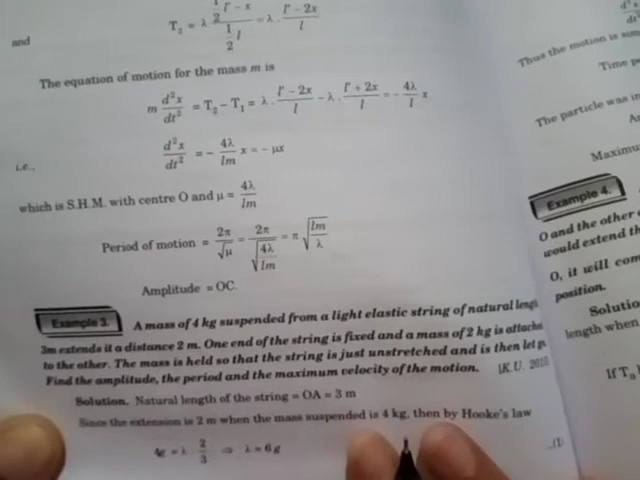 T₂ = λ (½l' − x)/(½l) = λ . (l' − 2x)/l
and
The equation of motion for the mass m is
m d²x/dt² = T₂ − T₁ = λ . (l' − 2x)/l − λ . (l' + 2x)/l = − 4λ/l x
i.e., d²x/dt² = − 4λ/lm x = − μx
which is S.H.M. with centre O and μ = 4λ/lm
Period of motion = 2π/√μ = 2π/√(4λ/lm) = π √(lm/λ)
Amplitude = OC.
Example 3. A mass of 4 kg suspended from a light elastic string of natural
3m extends it a distance 2 m. One end of the string is fixed and a mass of 2 kg is
to the other. The mass is held so that the string is just unstretched and is then let
Find the amplitude, the period and the maximum velocity of the motion. [K.U.
Solution. Natural length of the string = OA = 3 m
Since the extension is 2 m when the mass suspended is 4 kg, then by Hooke's law
4g = λ . 2/3 ⇒ λ = 6g ...(1)
Thus the motion is
Time
The particle was
Example 4.
O and the other
would extend
O, it will
position.
length when
If